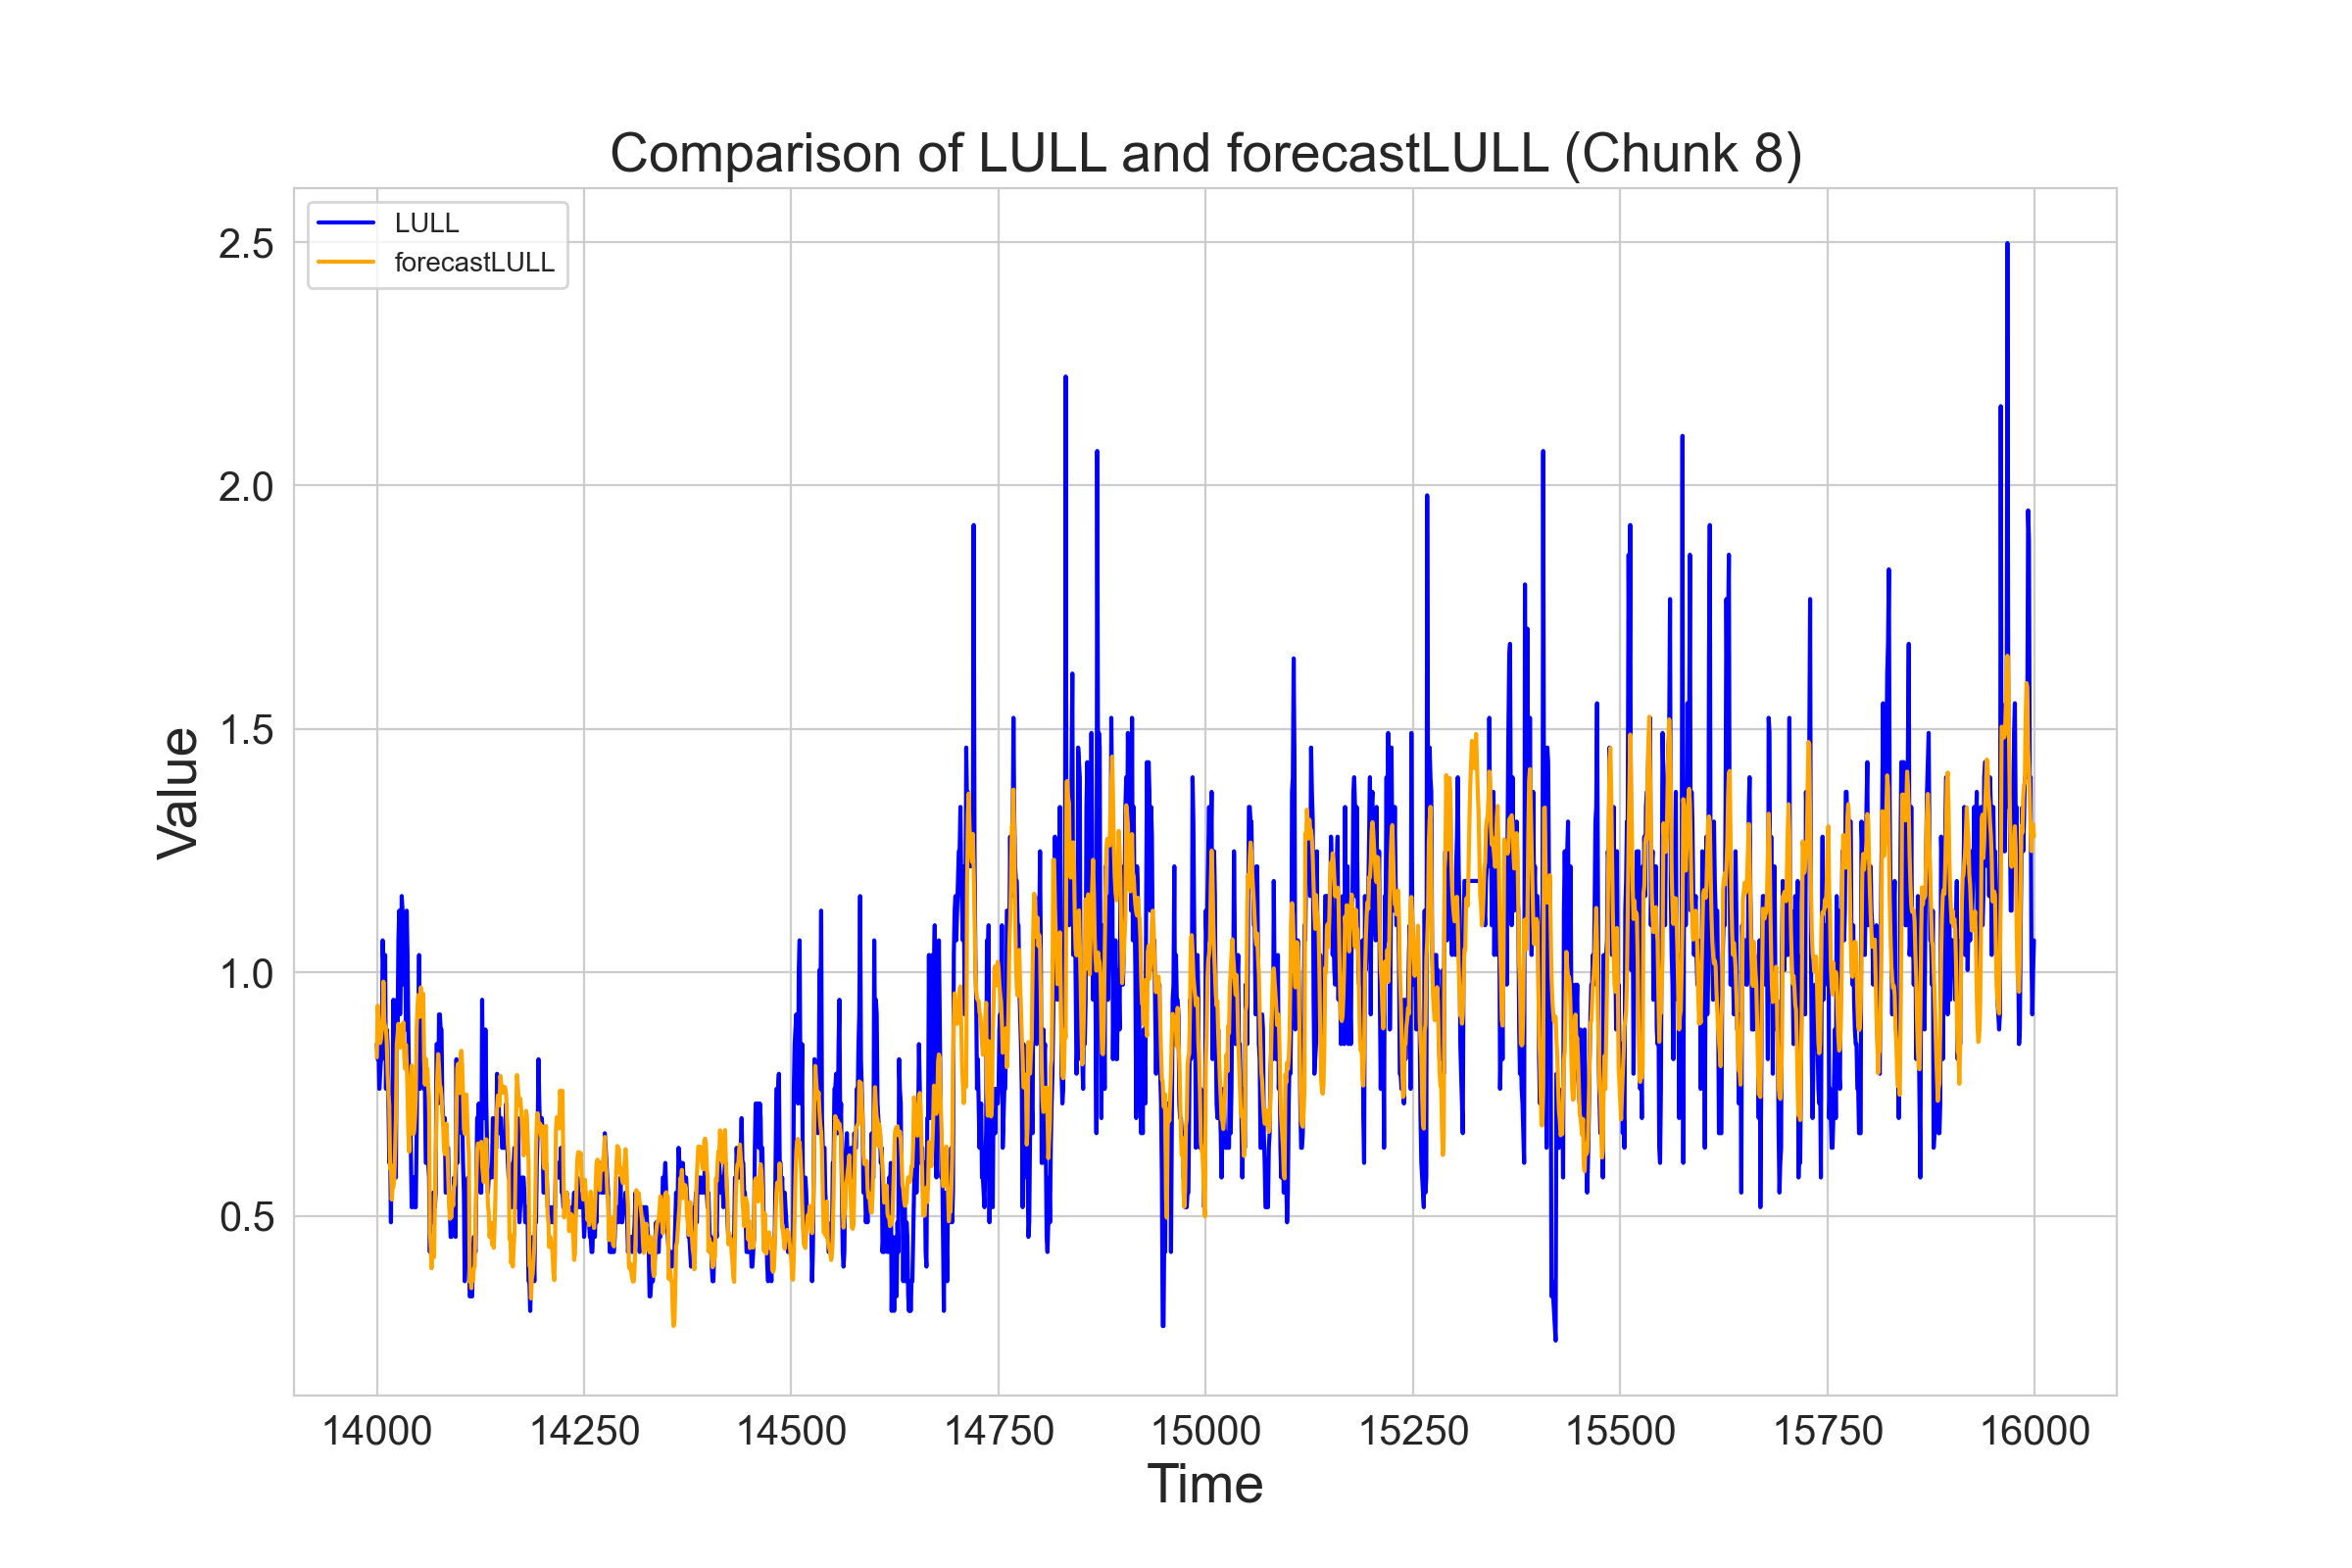 Comparison of LULL and forecastLULL (Chunk 8)
LULL
forecastLULL
2.5
2.0
1.5
1.0
0.5
Value
14000 14250 14500 14750 15000 15250 15500 15750 16000
Time